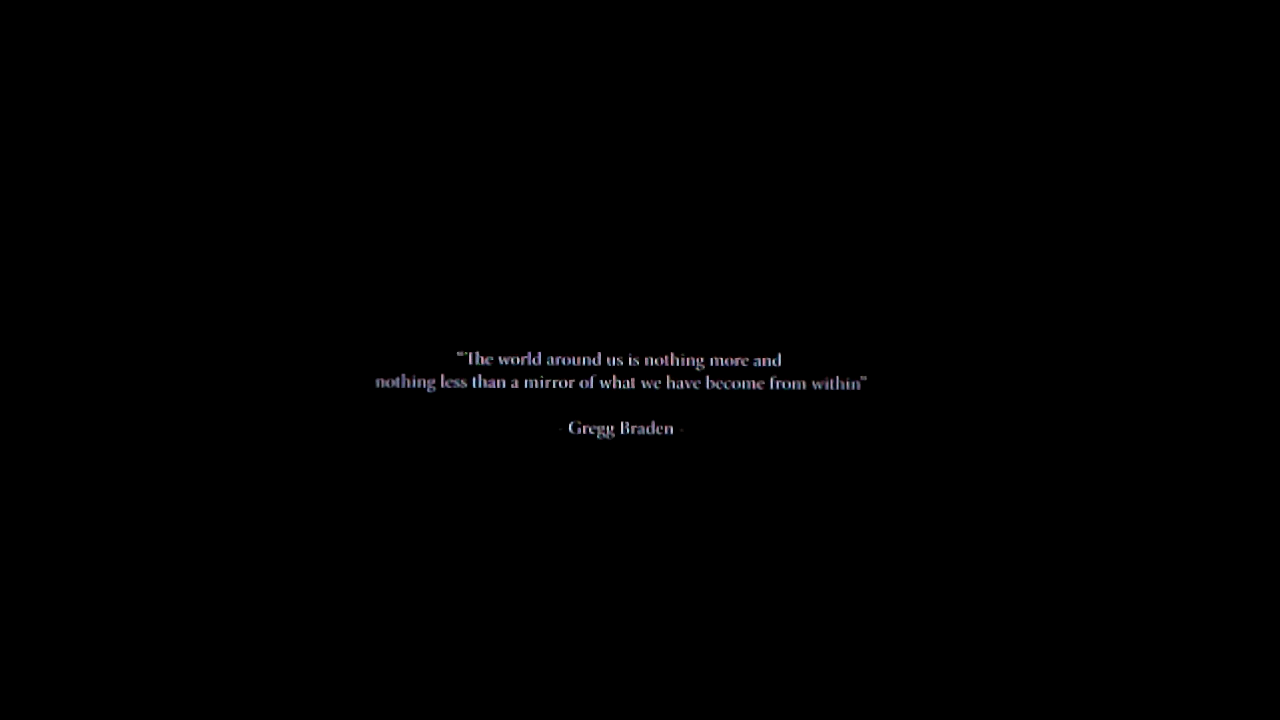 "The world around us is nothing more and
nothing less than a mirror of what we have become from within"
- Gregg Braden -